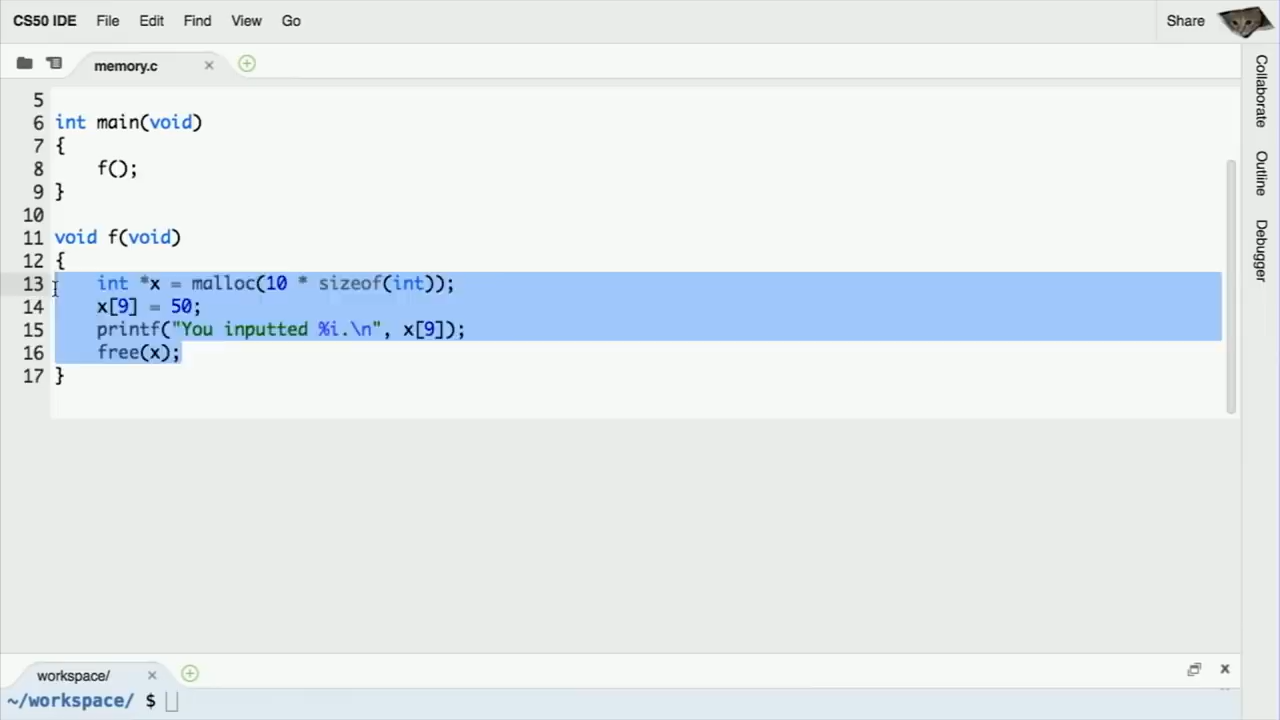 CS50 IDE File Edit Find View Go Share
memory.c
5
6 int main(void)
7 {
8     f();
9 }
10
11 void f(void)
12 {
13     int *x = malloc(10 * sizeof(int));
14     x[9] = 50;
15     printf("You inputted %i.\n", x[9]);
16     free(x);
17 }
Collaborate
Outline
Debugger
workspace/
~/workspace/ $